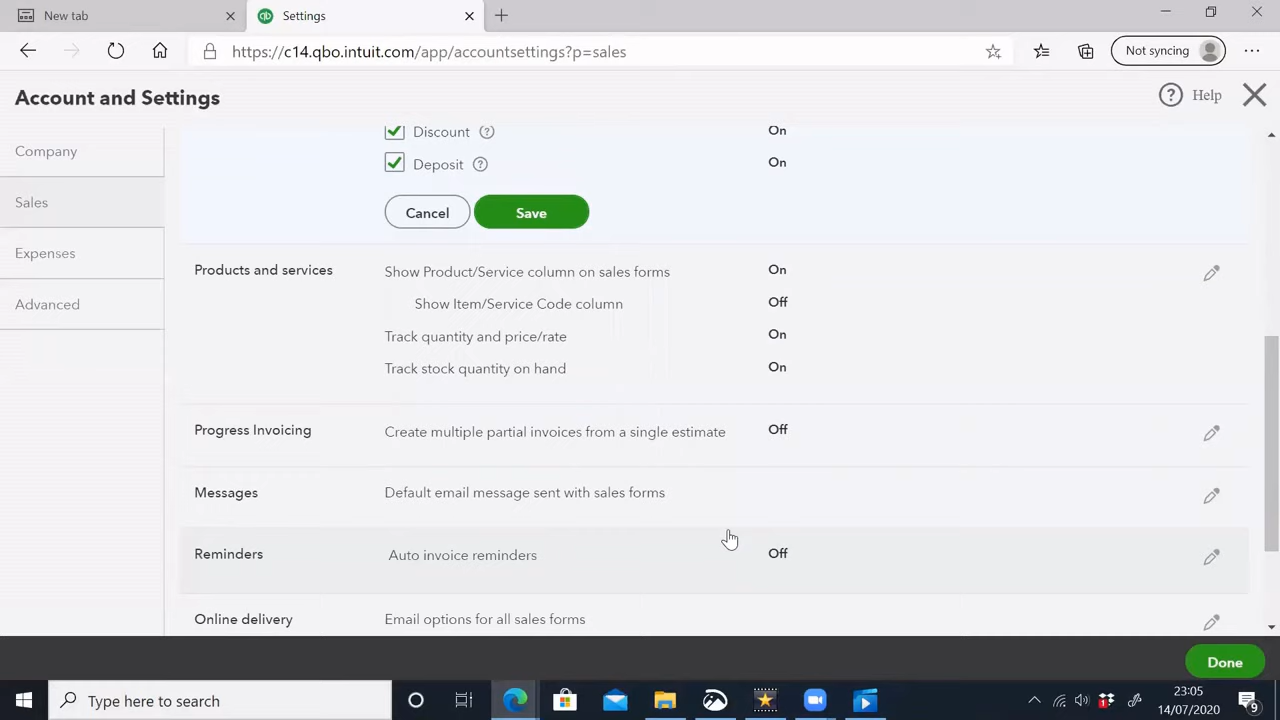 New tab
Settings
https://c14.qbo.intuit.com/app/accountsettings?p=sales
Not syncing
Account and Settings
Help
Company
Sales
Expenses
Advanced
Discount On
Deposit On
Cancel Save
Products and services Show Product/Service column on sales forms On
Show Item/Service Code column Off
Track quantity and price/rate On
Track stock quantity on hand On
Progress Invoicing Create multiple partial invoices from a single estimate Off
Messages Default email message sent with sales forms
Reminders Auto invoice reminders Off
Online delivery Email options for all sales forms
Done
Type here to search
23:05
14/07/2020
9